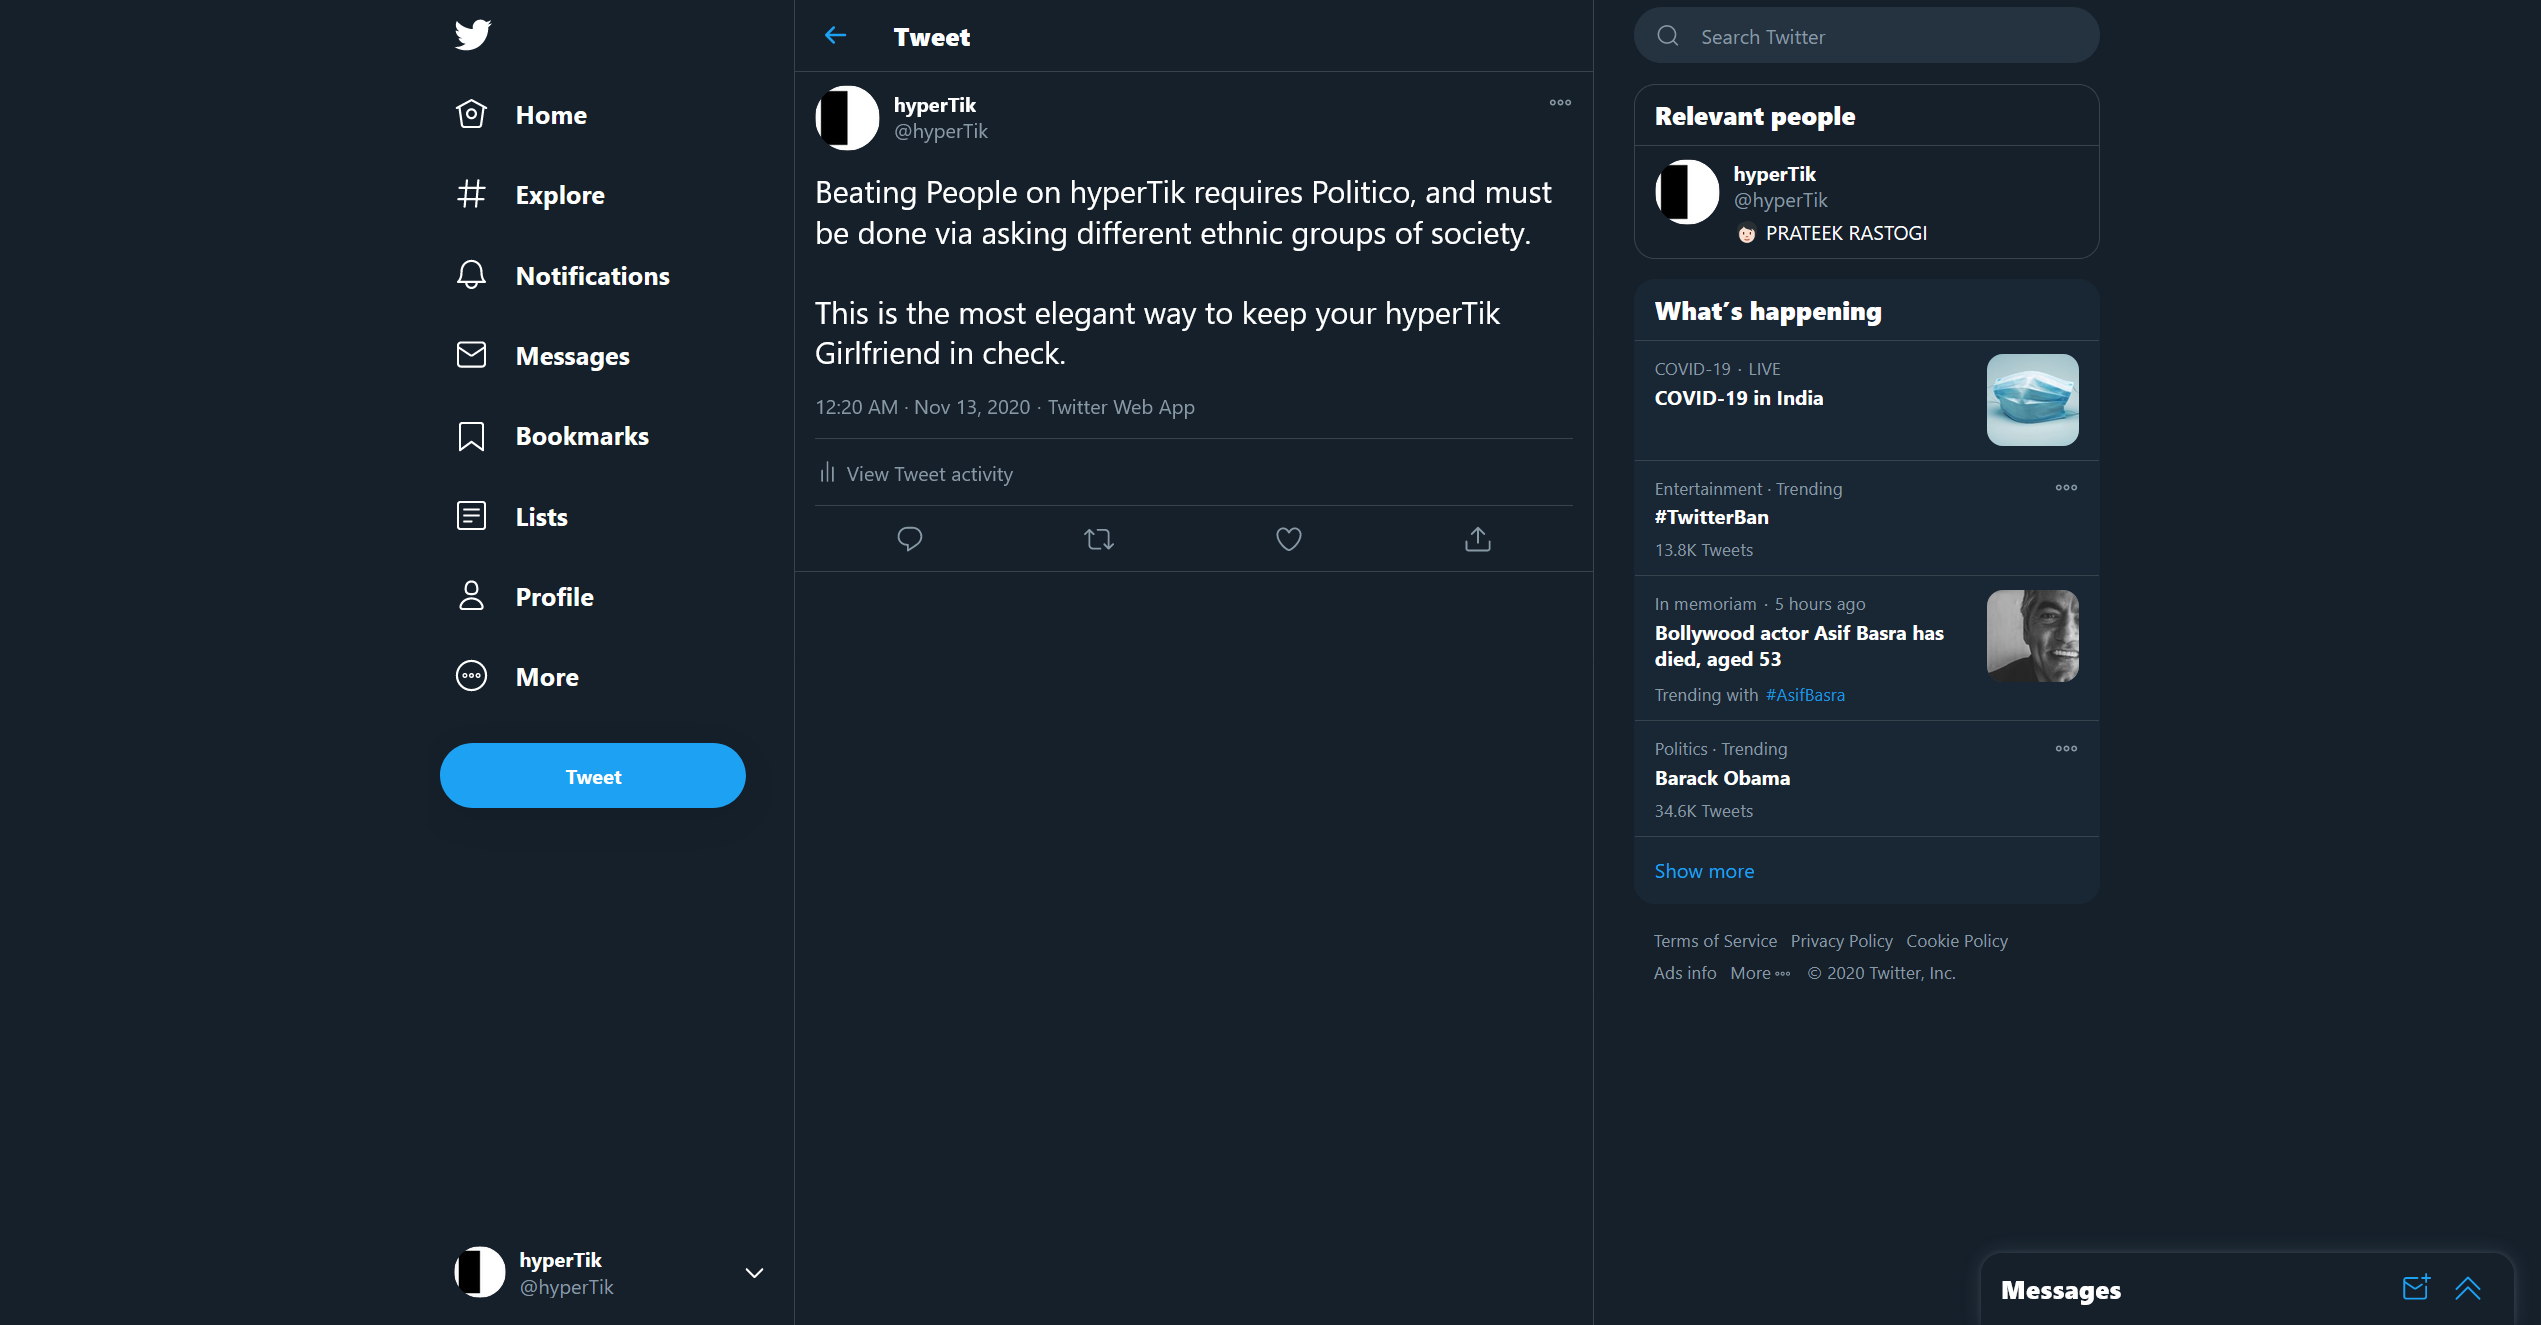 Home
Explore
Notifications
Messages
Bookmarks
Lists
Profile
More
Tweet
hyperTik
@hyperTik
Tweet
hyperTik
@hyperTik
Beating People on hyperTik requires Politico, and must
be done via asking different ethnic groups of society.
This is the most elegant way to keep your hyperTik
Girlfriend in check.
12:20 AM · Nov 13, 2020 · Twitter Web App
View Tweet activity
Search Twitter
Relevant people
hyperTik
@hyperTik
PRATEEK RASTOGI
What's happening
COVID-19 · LIVE
COVID-19 in India
Entertainment · Trending
#TwitterBan
13.8K Tweets
In memoriam · 5 hours ago
Bollywood actor Asif Basra has
died, aged 53
Trending with #AsifBasra
Politics · Trending
Barack Obama
34.6K Tweets
Show more
Terms of Service Privacy Policy Cookie Policy
Ads info More © 2020 Twitter, Inc.
Messages